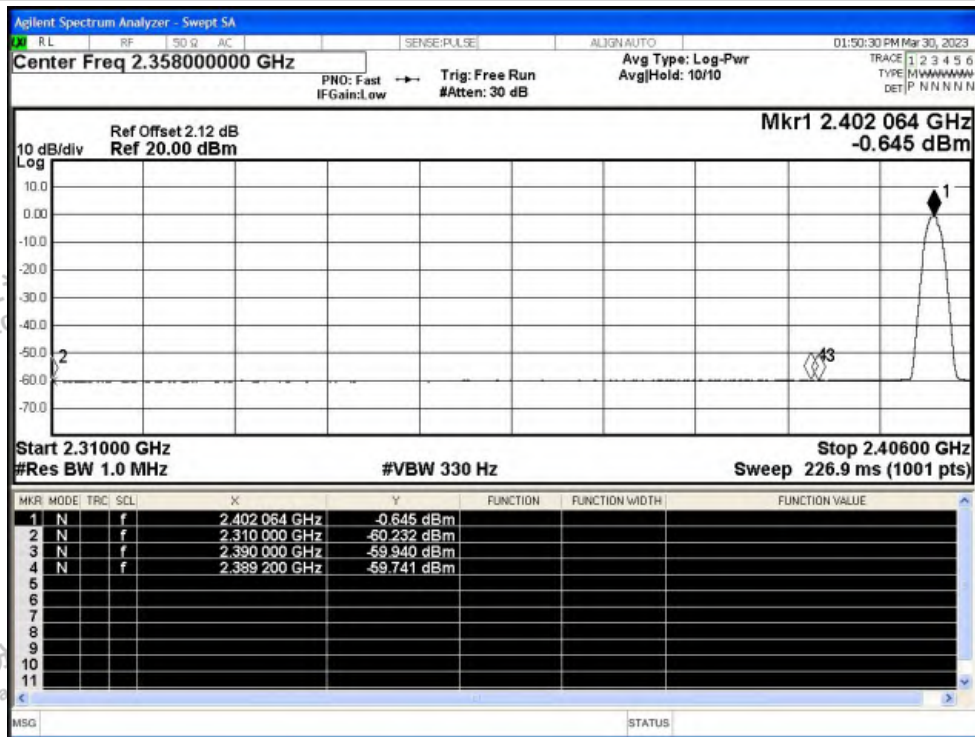 Agilent Spectrum Analyzer - Swept SA
RL RF 50 Ω AC SENSE:PULSE ALIGN AUTO 01:50:30 PM Mar 30, 2023
Center Freq 2.358000000 GHz Avg Type: Log-Pwr TRACE 1 2 3 4 5 6
PNO: Fast Trig: Free Run Avg|Hold: 10/10 TYPE MWWWWW
IFGain:Low #Atten: 30 dB DET P N N N N N
Mkr1 2.402 064 GHz
Ref Offset 2.12 dB
10 dB/div Ref 20.00 dBm -0.645 dBm
Log
10.0
1
0.00
-10.0
-20.0
-30.0
-40.0
-50.0
2 43
-60.0
-70.0
Start 2.31000 GHz Stop 2.40600 GHz
#Res BW 1.0 MHz #VBW 330 Hz Sweep 226.9 ms (1001 pts)
MKR MODE TRC SCL X Y FUNCTION FUNCTION WIDTH FUNCTION VALUE
1 N f 2.402 064 GHz -0.645 dBm
2 N f 2.310 000 GHz -60.232 dBm
3 N f 2.390 000 GHz -59.940 dBm
4 N f 2.389 200 GHz -59.741 dBm
5
6
7
8
9
10
11
MSG STATUS